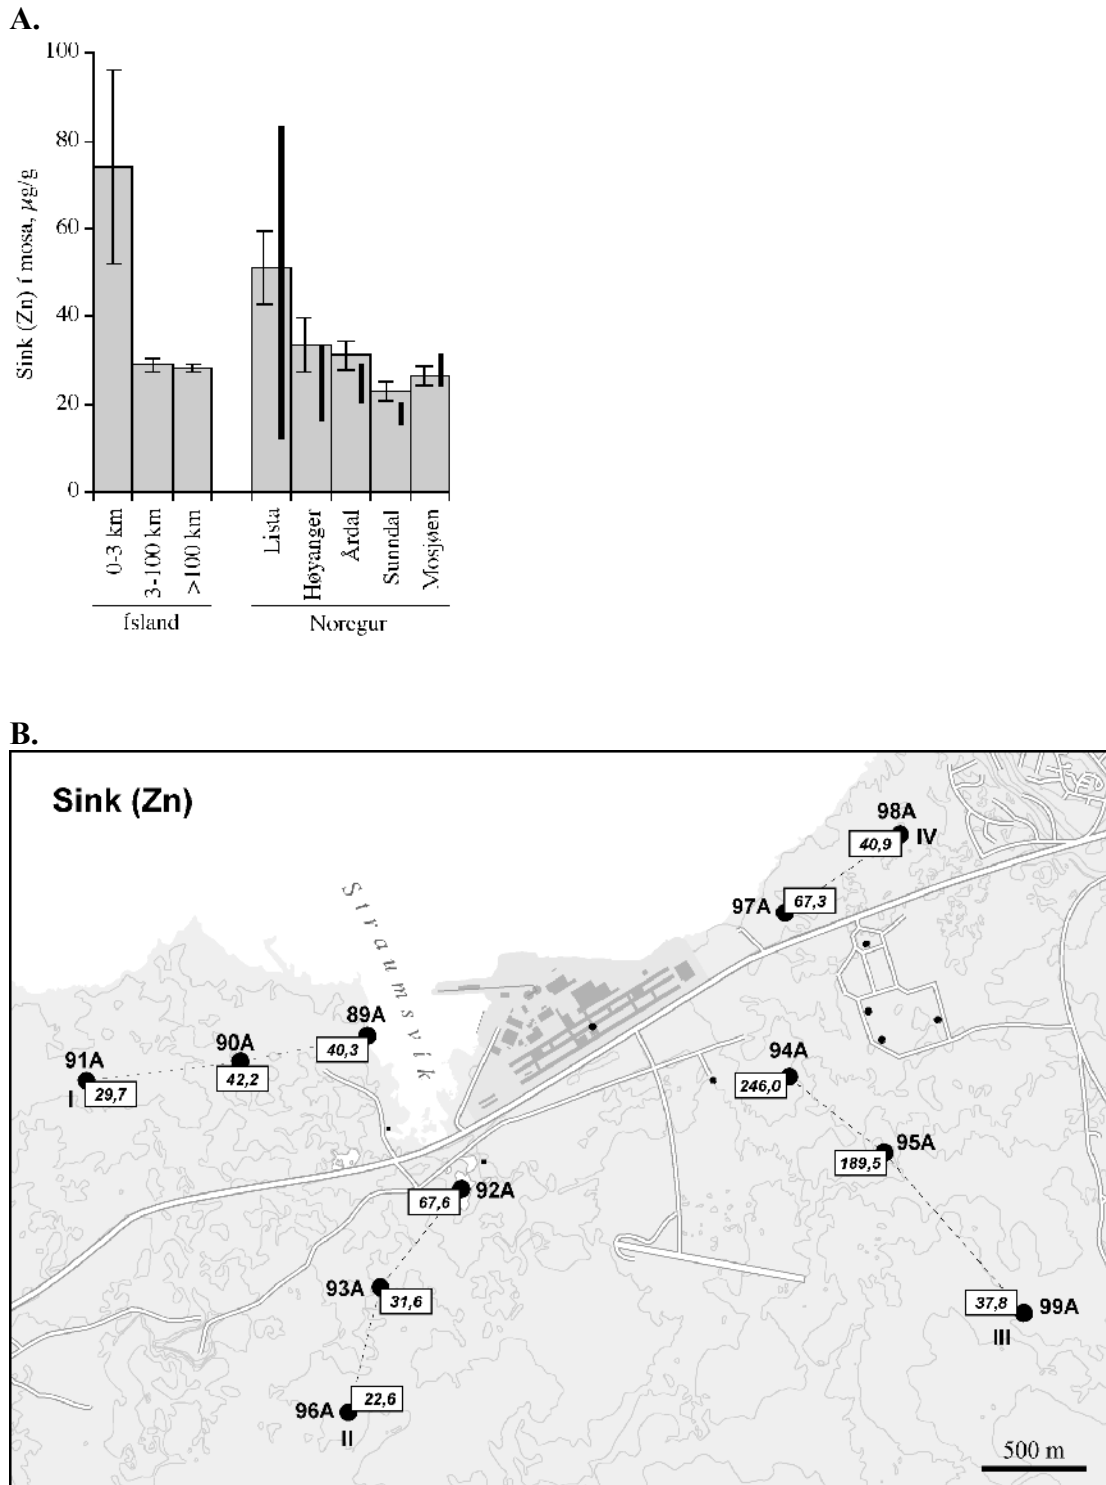 A.
Sink (Zn) í mosa, µg/g
100
80
60
40
20
0
0-3 km
3-100 km
>100 km
Lista
Høyanger
Årdal
Sunndal
Mosjøen
Ísland
Noregur
B.
Sink (Zn)
98A
40,9
IV
97A
67,3
Straumsvík
89A
40,3
90A
42,2
91A
29,7
I
94A
246,0
95A
189,5
92A
67,6
93A
31,6
37,8
99A
III
96A
22,6
II
500 m